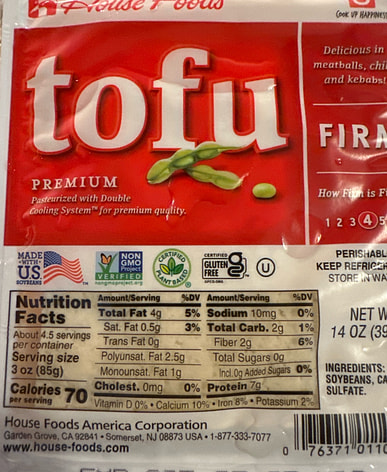 House Foods
COOK UP HAPPINESS
tofu
Delicious in
meatballs,
and kebabs
PREMIUM
Pasteurized with Double
Cooling System™ for premium quality.
FIRM
How Firm is
1 2 3 4 5
MADE
WITH
US
SOYBEANS
NON
GMO
Project
VERIFIED
nongmoproject.org
CERTIFIED
PLANT BASED
CERTIFIED
GLUTEN
FREE
U
KEEP
STORE IN
NET
14 OZ
INGREDIENTS:
SOYBEANS,
SULFATE.
Nutrition
Facts
About 4.5 servings
per container
Serving size
3 oz (85g)
Calories 70
per serving
Amount/Serving %DV
Total Fat 4g 5%
Sat. Fat 0.5g 3%
Trans Fat 0g
Polyunsat. Fat 2.5g
Monounsat. Fat 1g
Cholest. 0mg 0%
Amount/Serving %DV
Sodium 10mg 0%
Total Carb. 2g 1%
Fiber 2g 6%
Total Sugars 0g
Incl. 0g Added Sugars 0%
Protein 7g
Vitamin D 0% • Calcium 10% • Iron 8% • Potassium 2%
House Foods America Corporation
Garden Grove, CA 92841 • Somerset, NJ 08873 USA • 1-877-333-7077
www.house-foods.com
0 76371 011